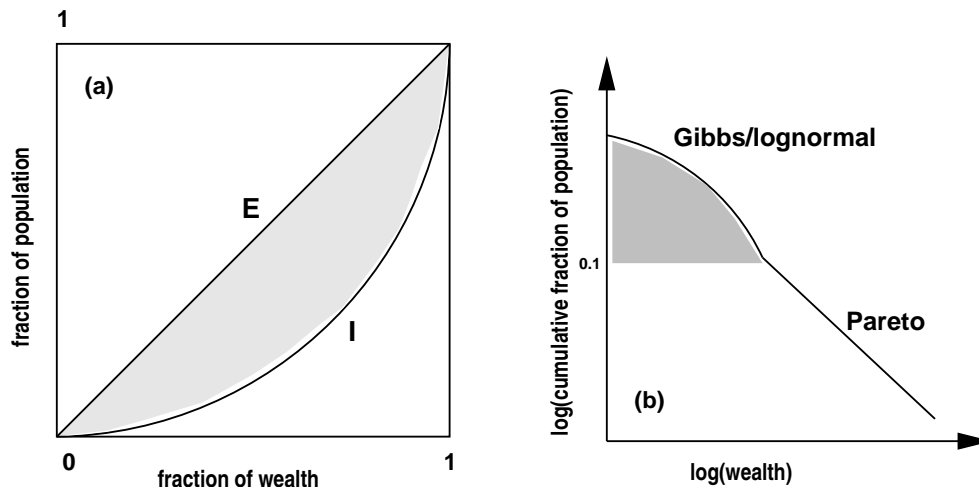 1
(a)
fraction of population
E
I
0
1
fraction of wealth
log(cumulative fraction of population)
Gibbs/lognormal
0.1
Pareto
(b)
log(wealth)